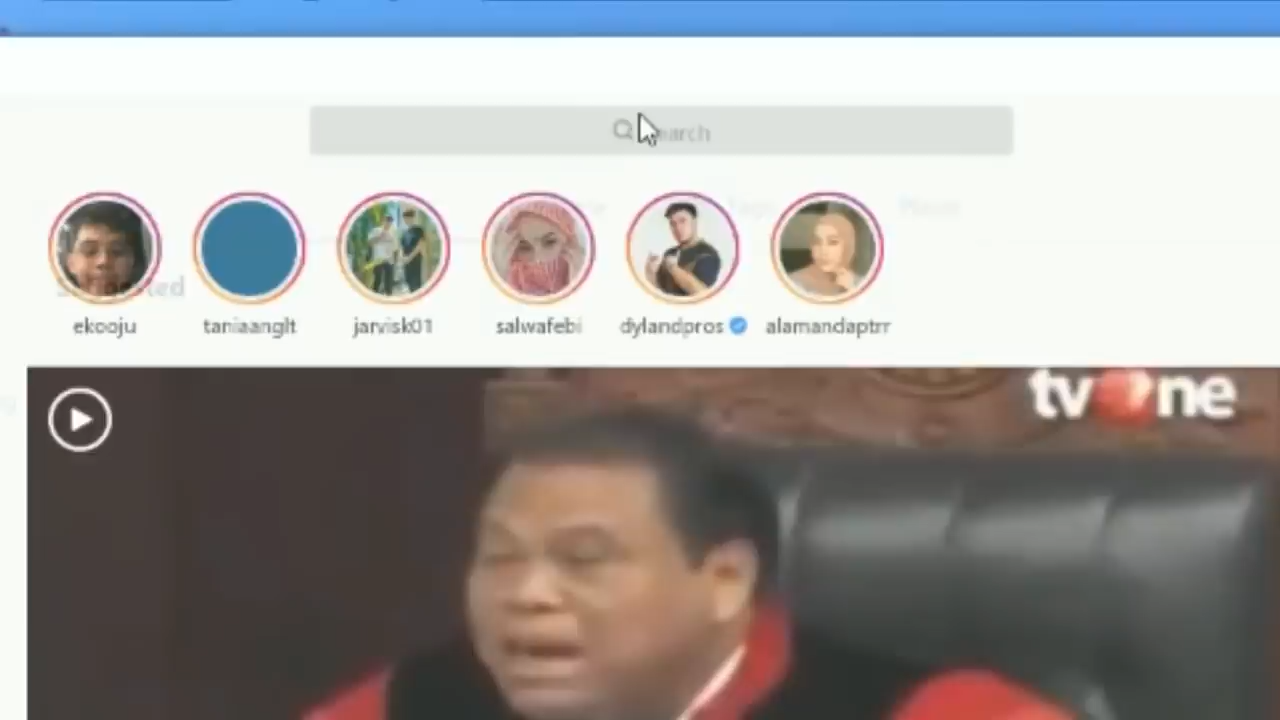 Search
ekooju
taniaanglt
jarvisk01
salwafebi
dylandpros
alamandaptrr
tvOne